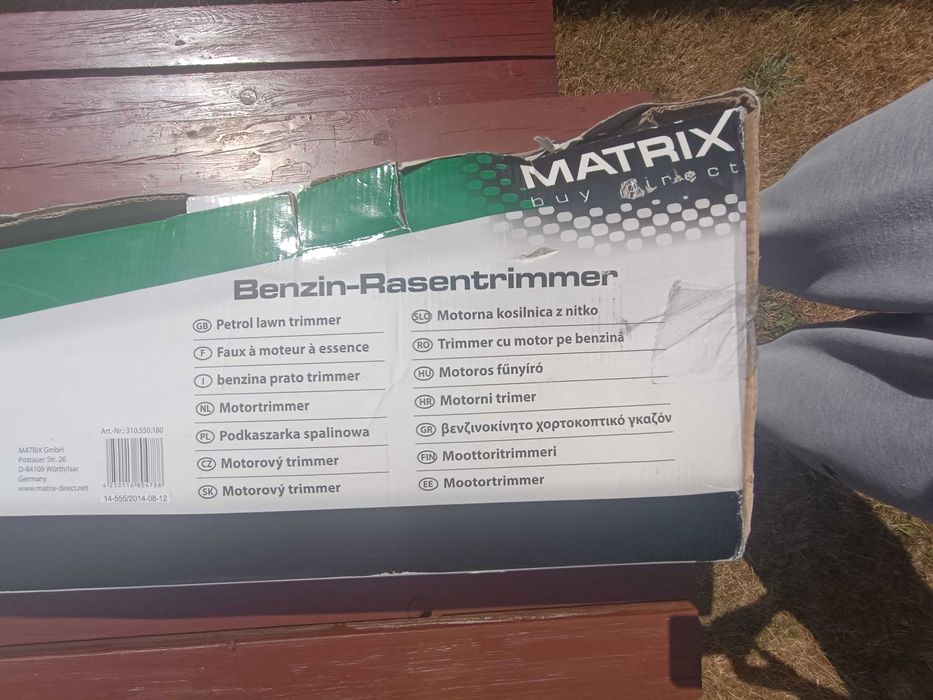 MATRIX
buy direct
Benzin-Rasentrimmer
GB Petrol lawn trimmer
F Faux à moteur à essence
I benzina prato trimmer
NL Motortrimmer
PL Podkaszarka spalinowa
CZ Motorový trimmer
SK Motorový trimmer
SLO Motorna kosilnica z nitko
RO Trimmer cu motor pe benzină
HU Motoros fűnyíró
HR Motorni trimer
GR βενζινοκίνητο χορτοκοπτικό γκαζόν
FIN Moottoritrimmeri
EE Mootortrimmer
MATRIX GmbH
Postauer Str. 26
D-84109 Wörth/Isar
Germany
www.matrix-direct.net
Art.-Nr.: 310.550.180
4 250116 804788
14-555/2014-08-12